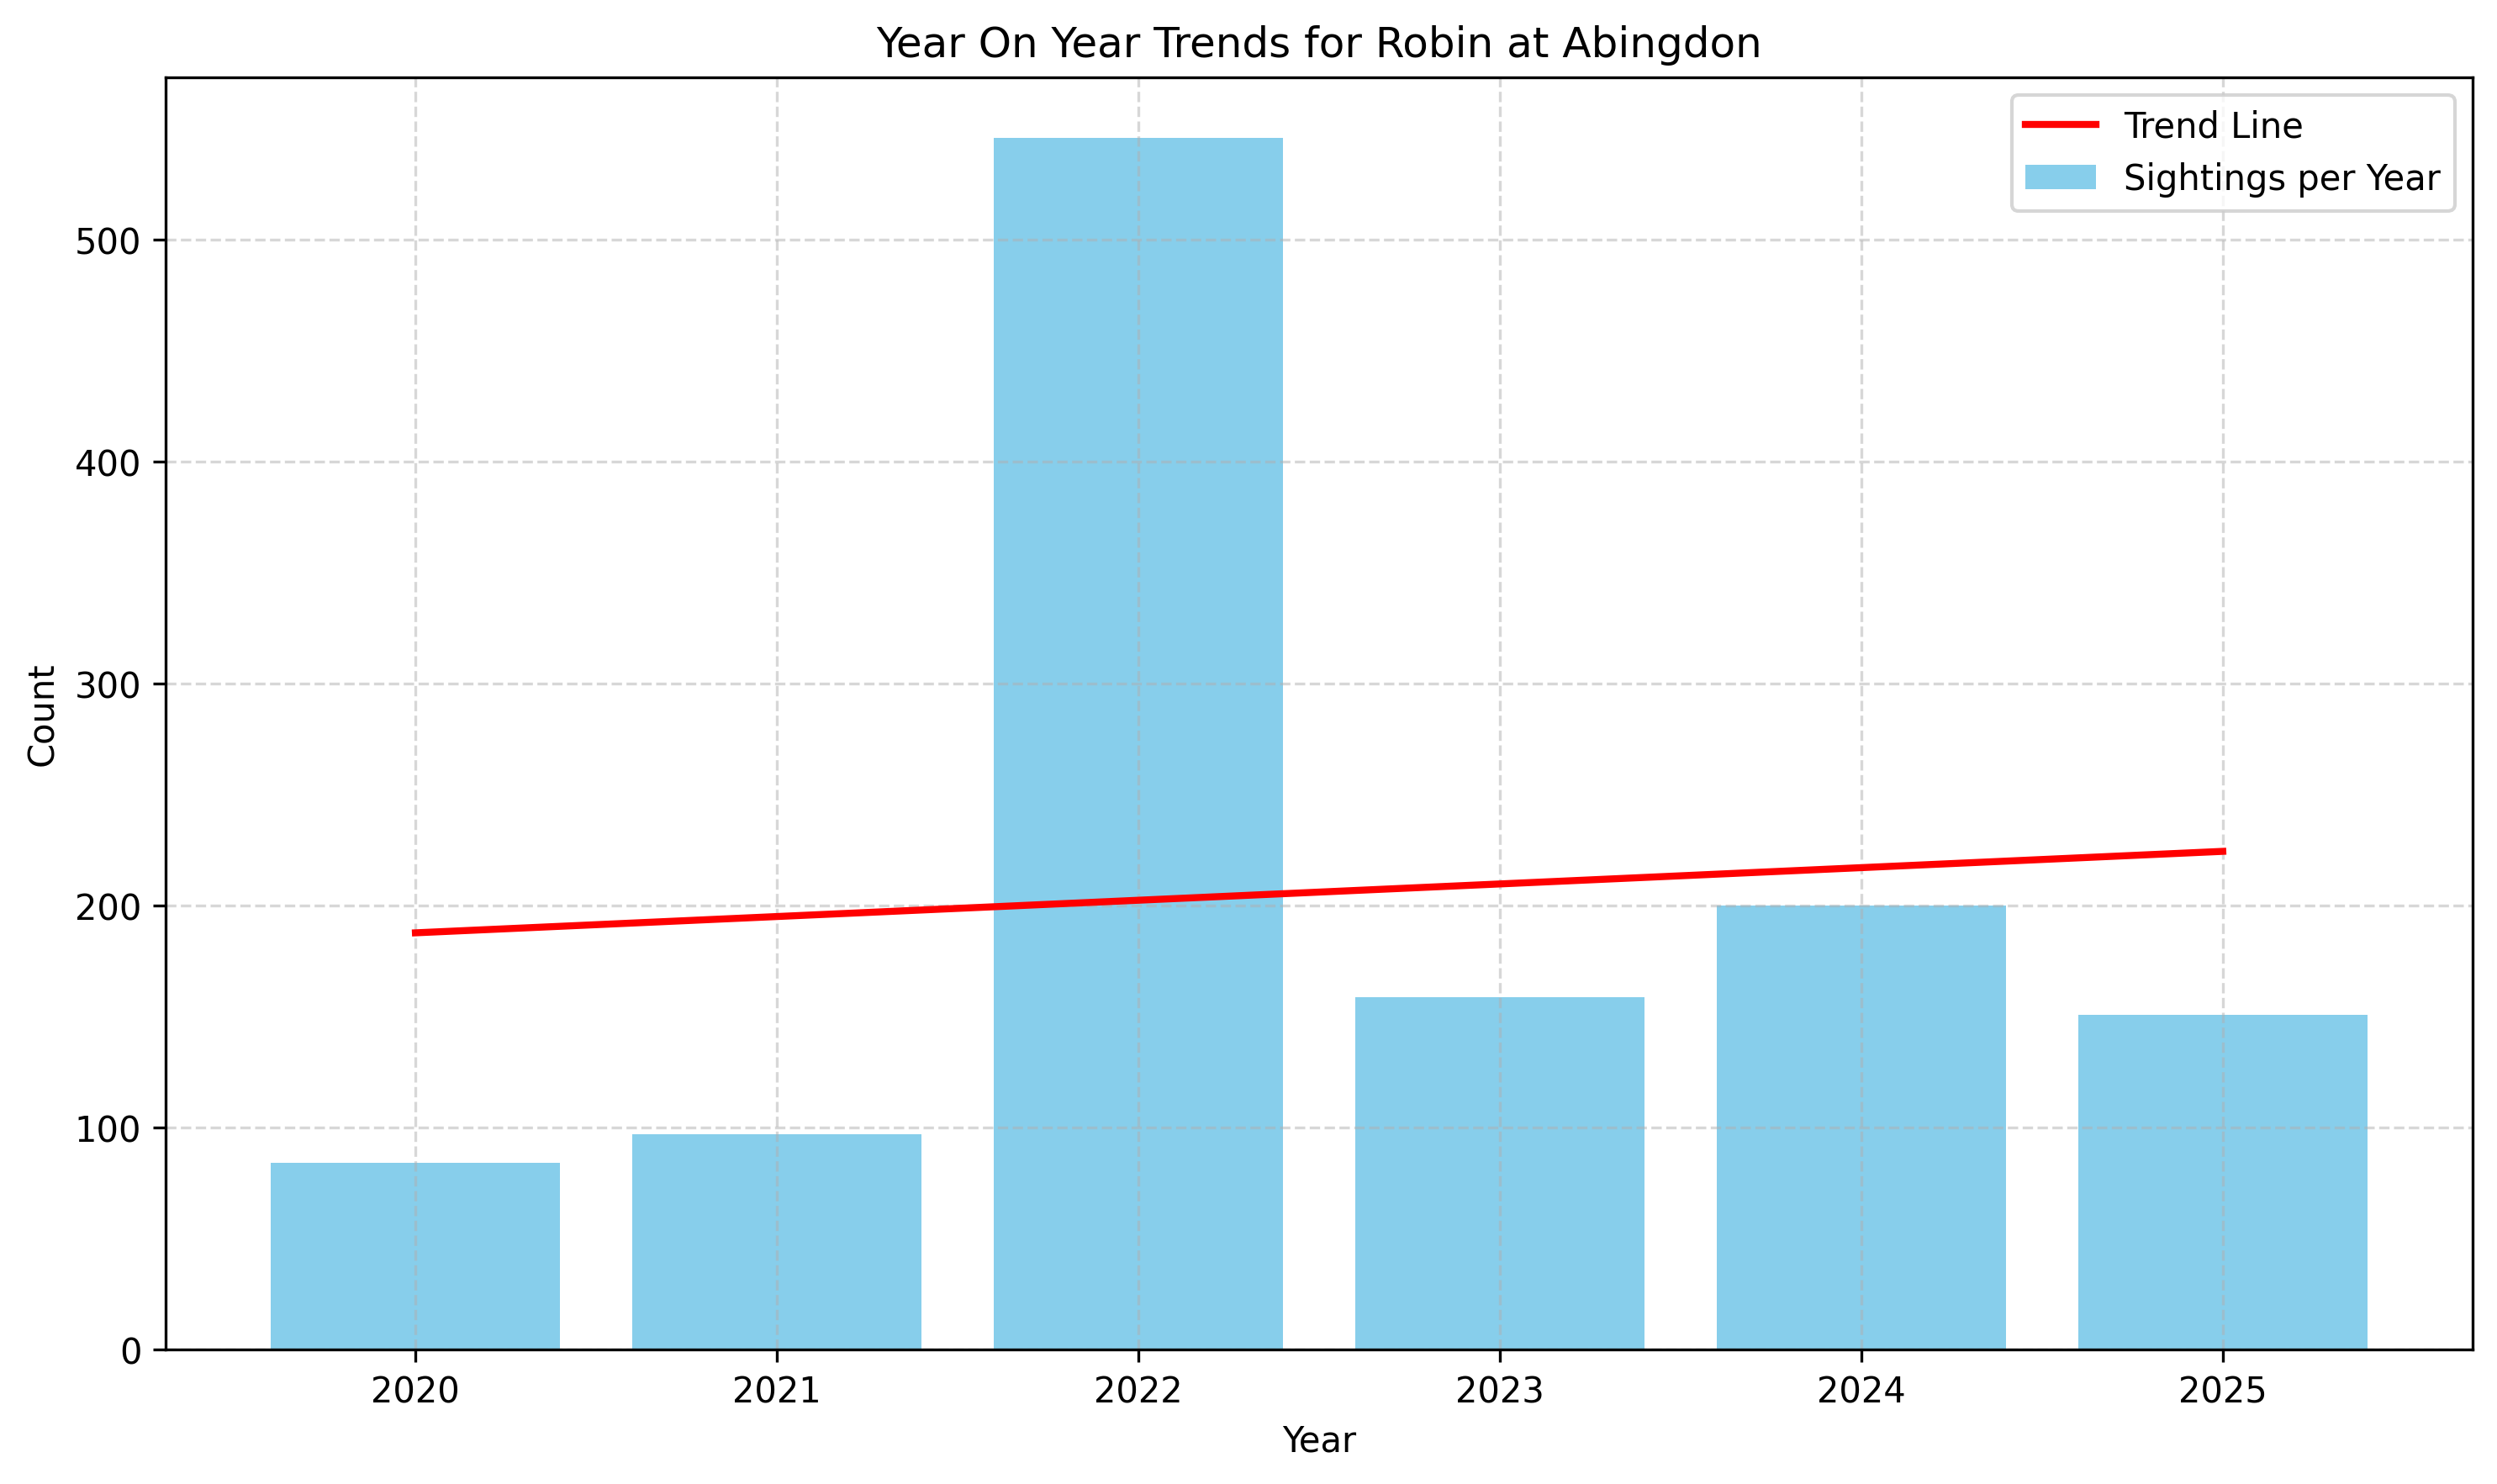 Year On Year Trends for Robin at Abingdon
Trend Line
Sightings per Year
500
400
300
200
100
0
Count
2020 2021 2022 2023 2024 2025
Year